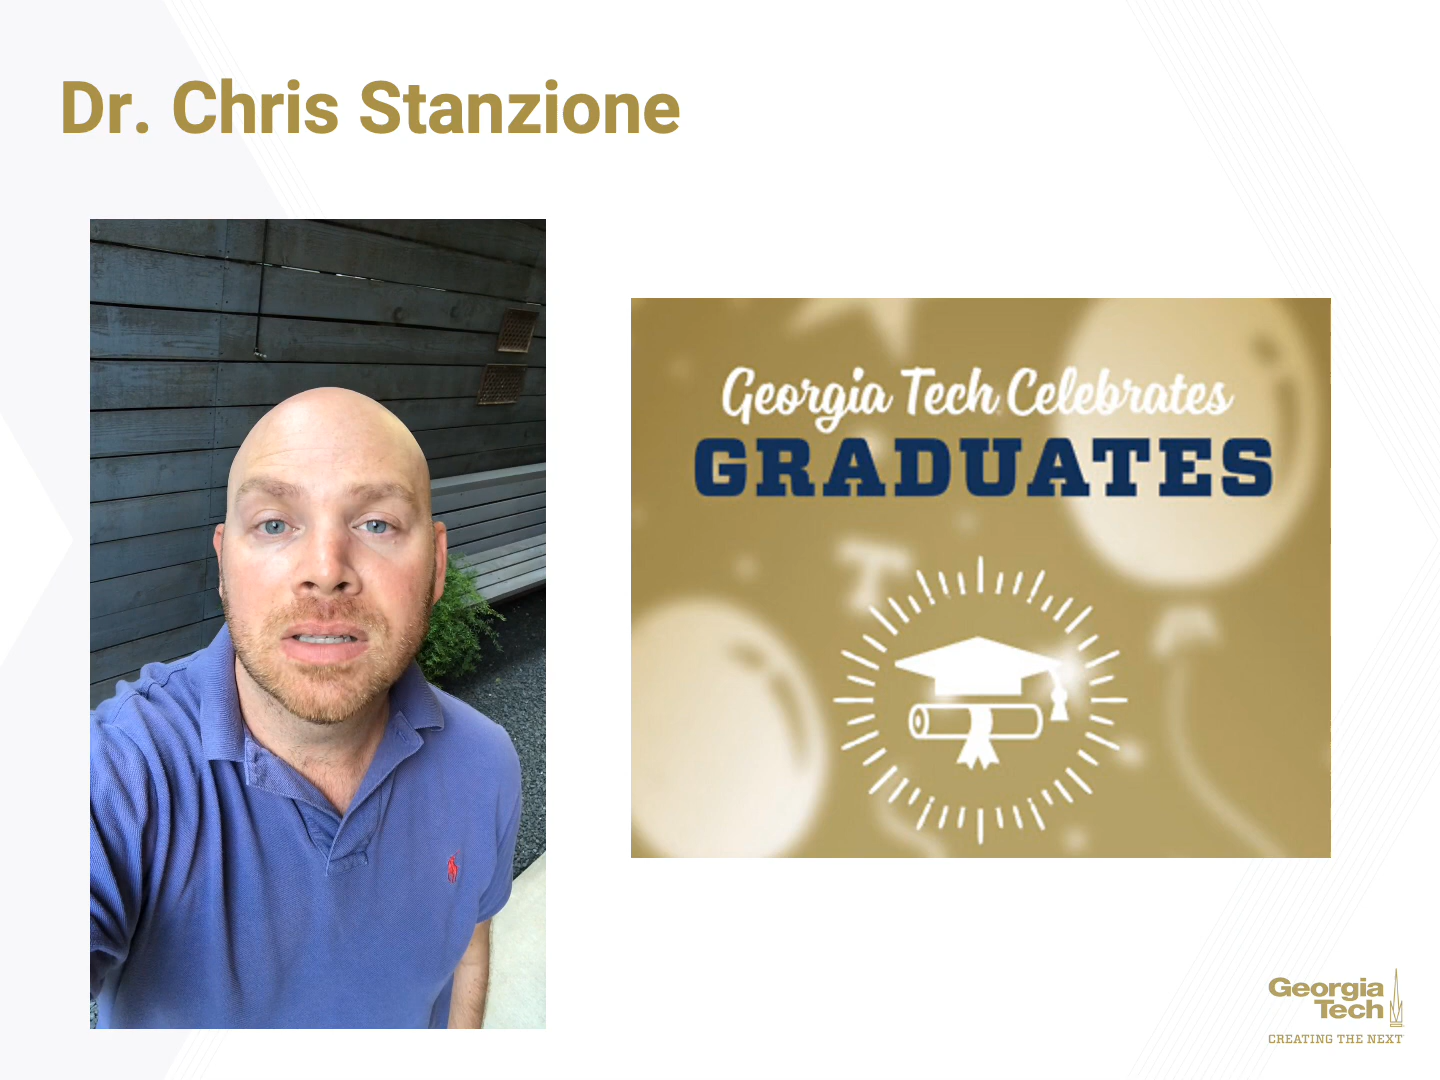 Dr. Chris Stanzione
Georgia Tech Celebrates
GRADUATES
Georgia
Tech
CREATING THE NEXT